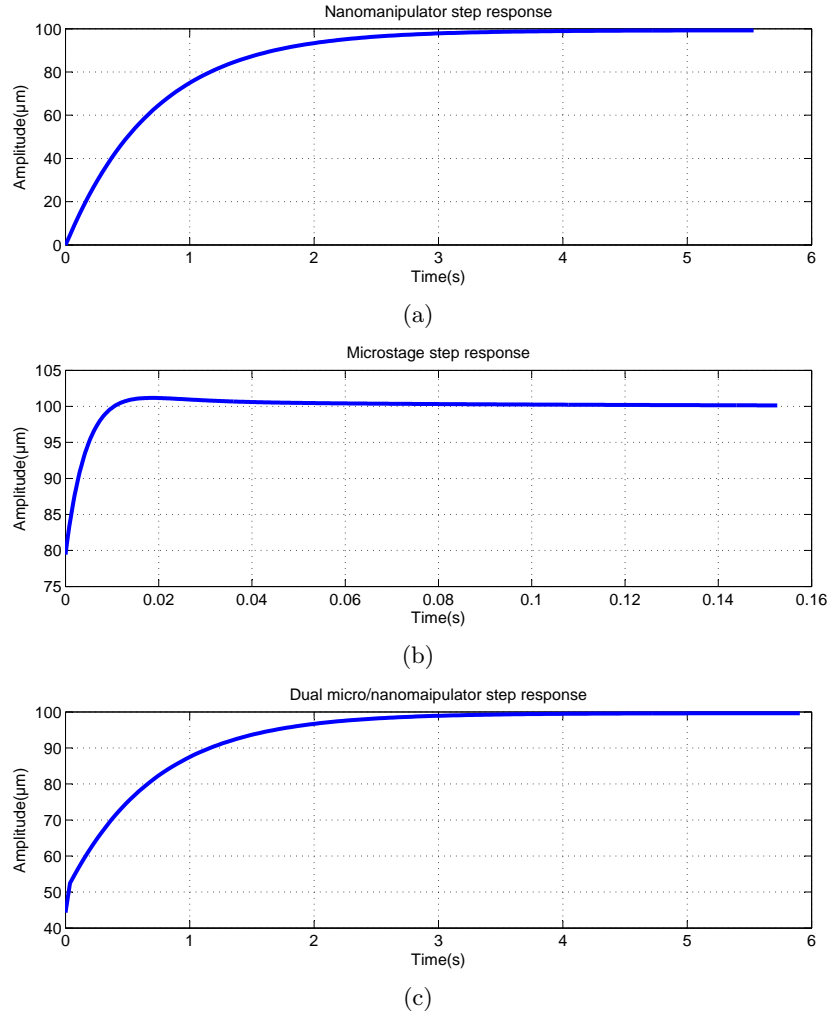 Nanomanipulator step response
100
80
60
40
20
0
Amplitude(µm)
0 1 2 3 4 5 6
Time(s)
(a)
Microstage step response
105
100
95
90
85
80
75
Amplitude(µm)
0 0.02 0.04 0.06 0.08 0.1 0.12 0.14 0.16
Time(s)
(b)
Dual micro/nanomaipulator step response
100
90
80
70
60
50
40
Amplitude(µm)
0 1 2 3 4 5 6
Time(s)
(c)